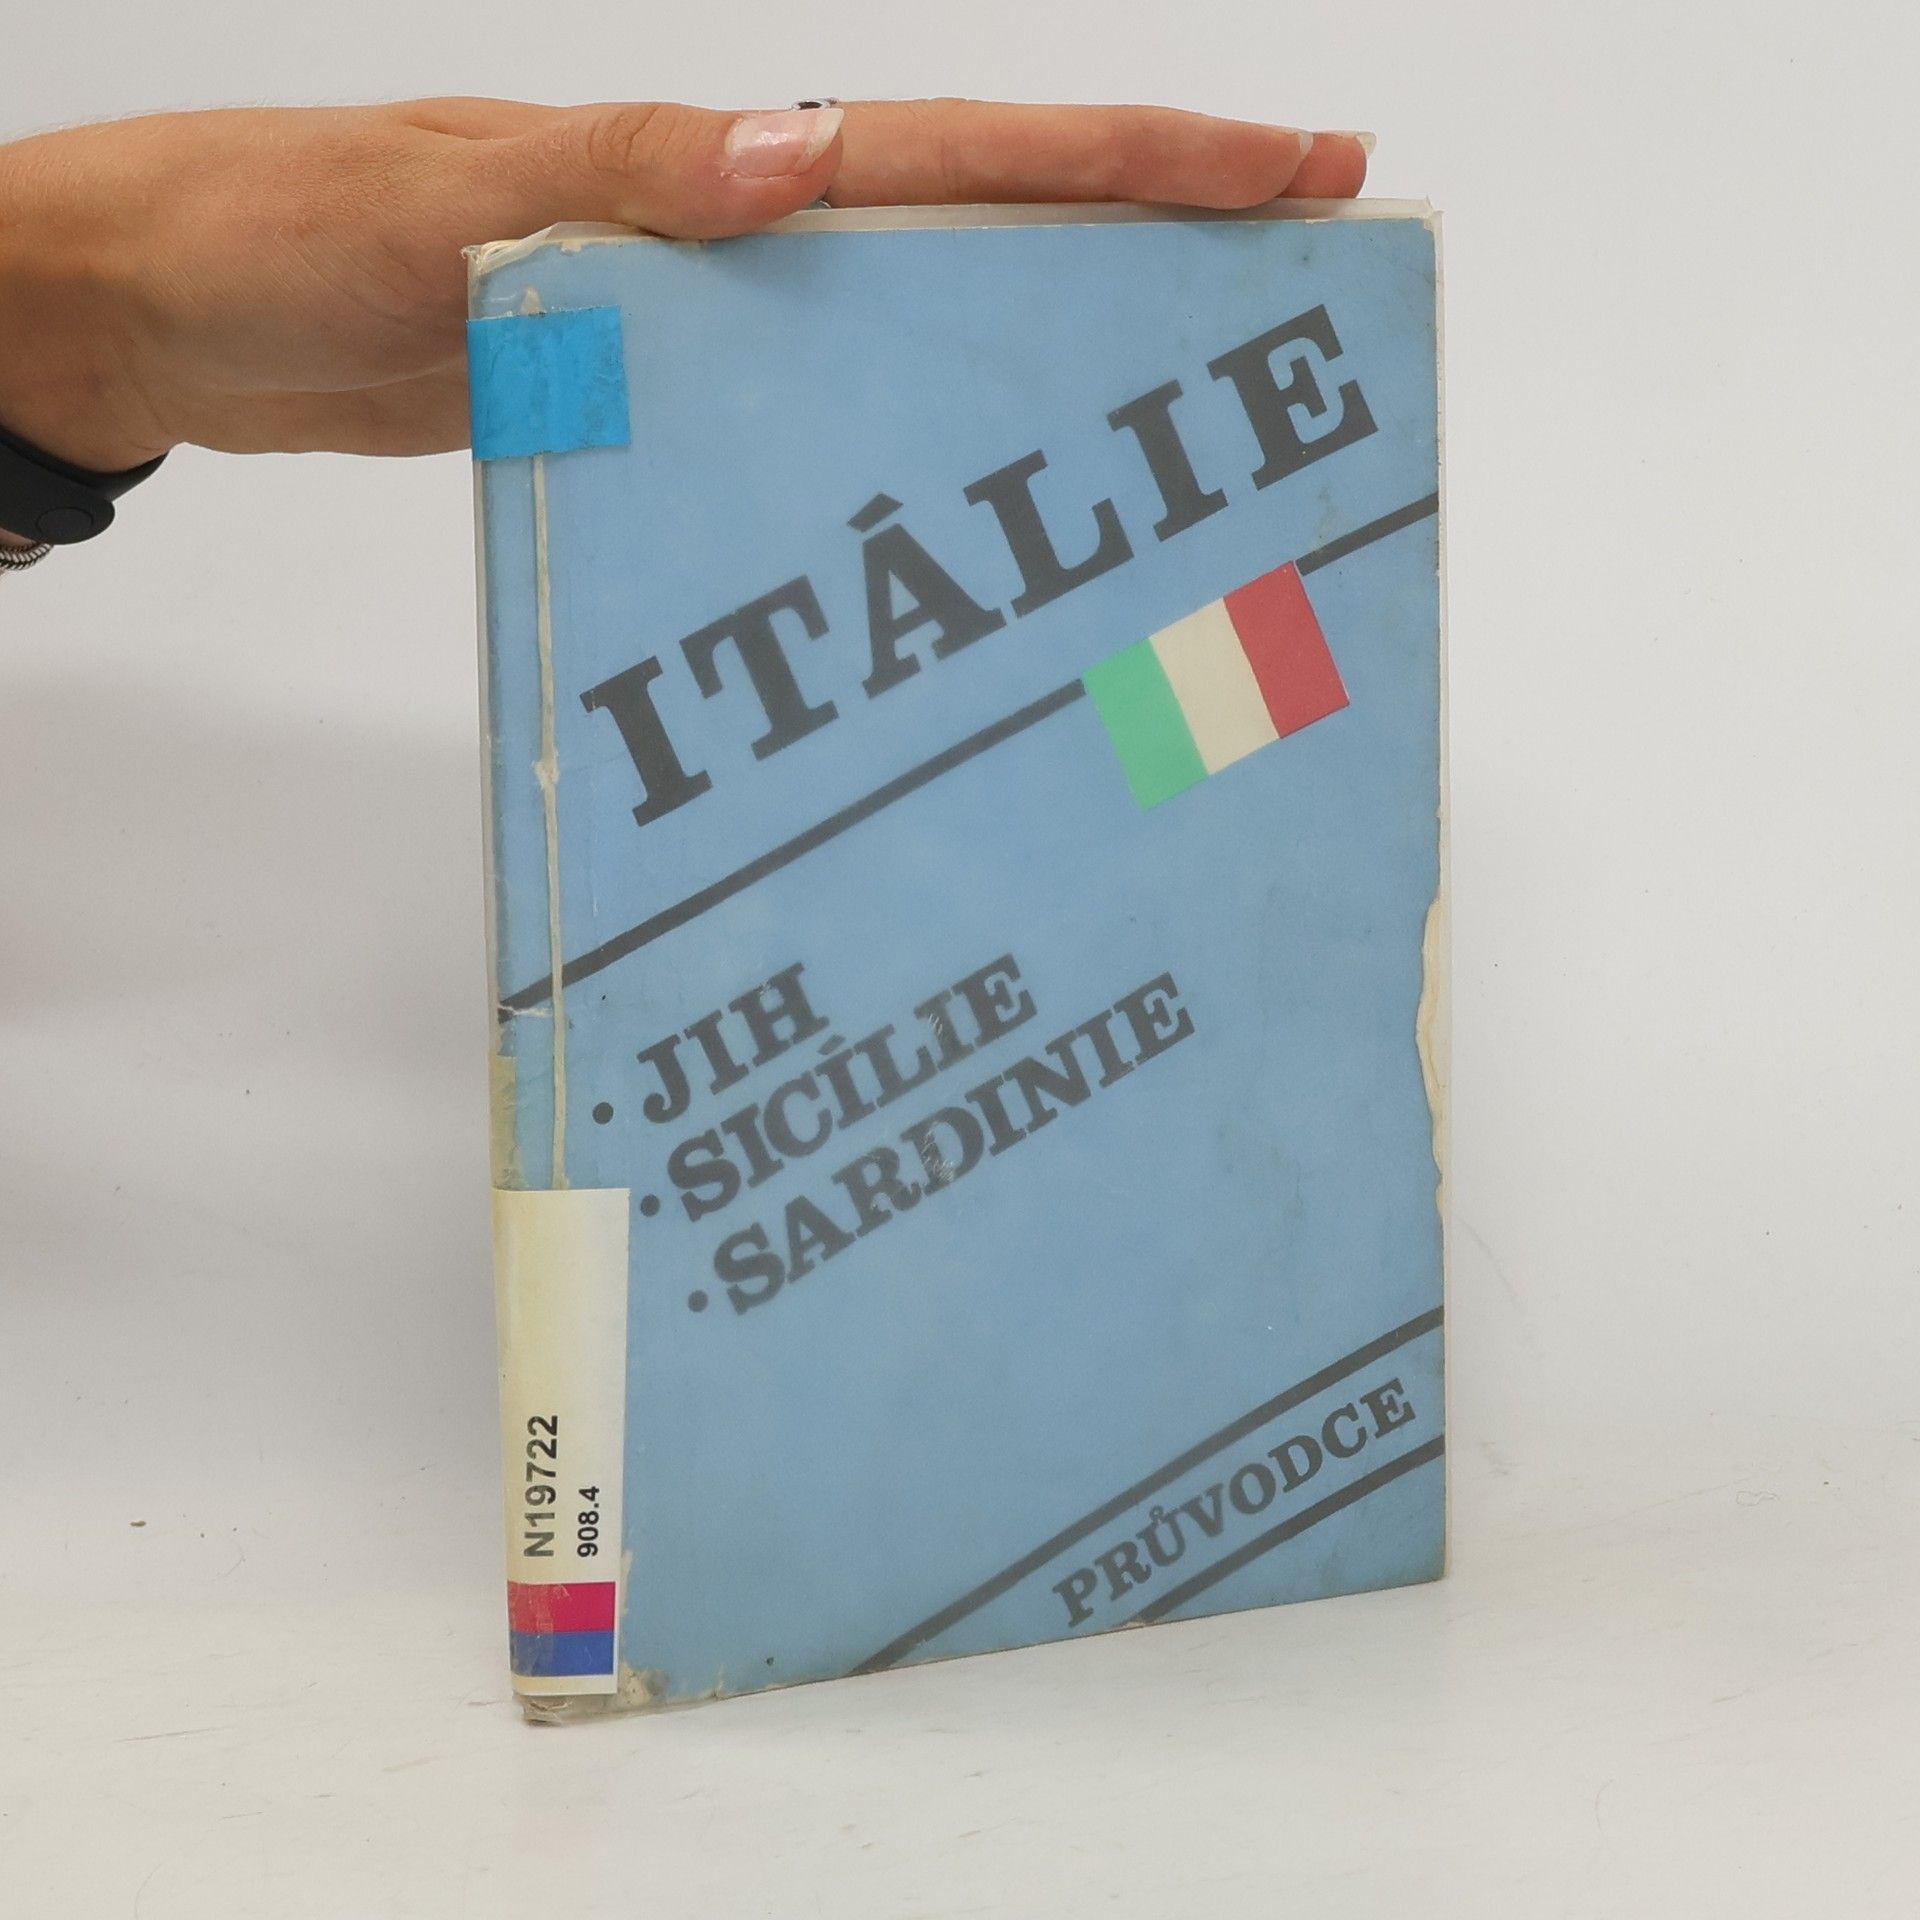 ITÁLIE
• JIH
• SICÍLIE
• SARDINIE
PRŮVODCE
N19722
908.4